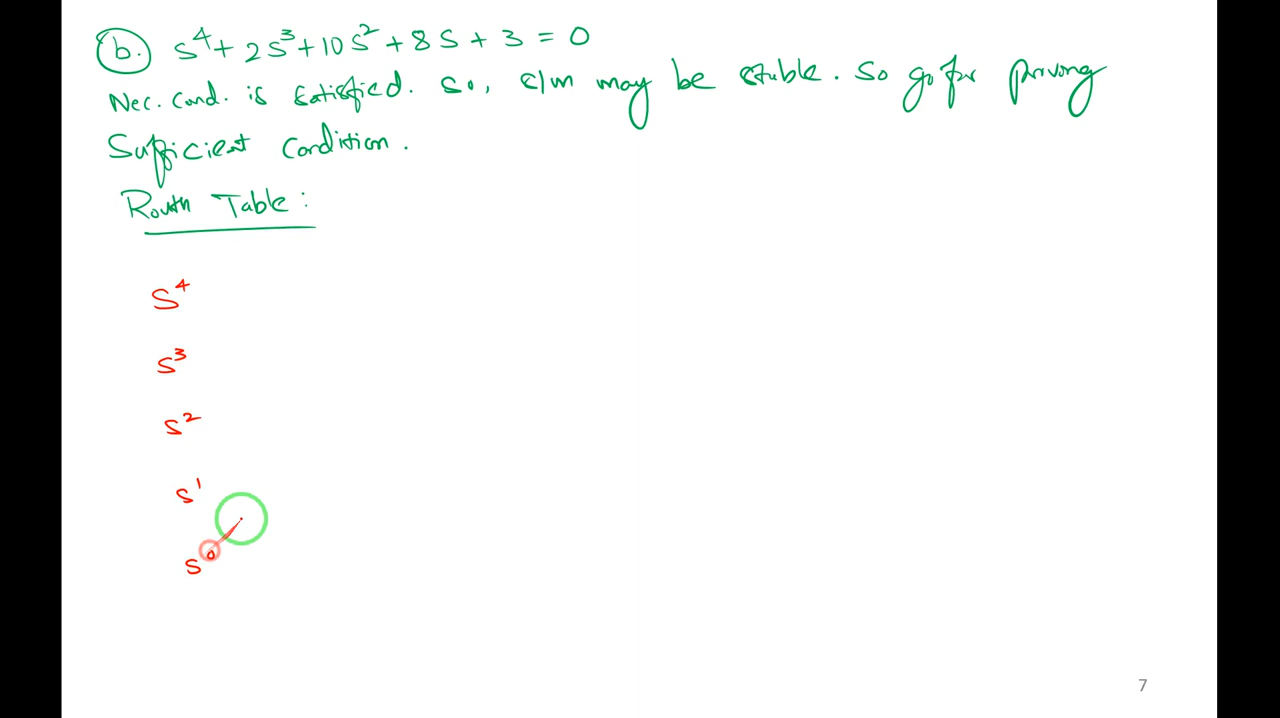 b. s⁴ + 2s³ + 10s² + 8s + 3 = 0
Nec. Cond. is satisfied. so, c/m may be stable. so go for proving
Sufficient Condition.
Routh Table:
s⁴
s³
s²
s¹
s⁰
7